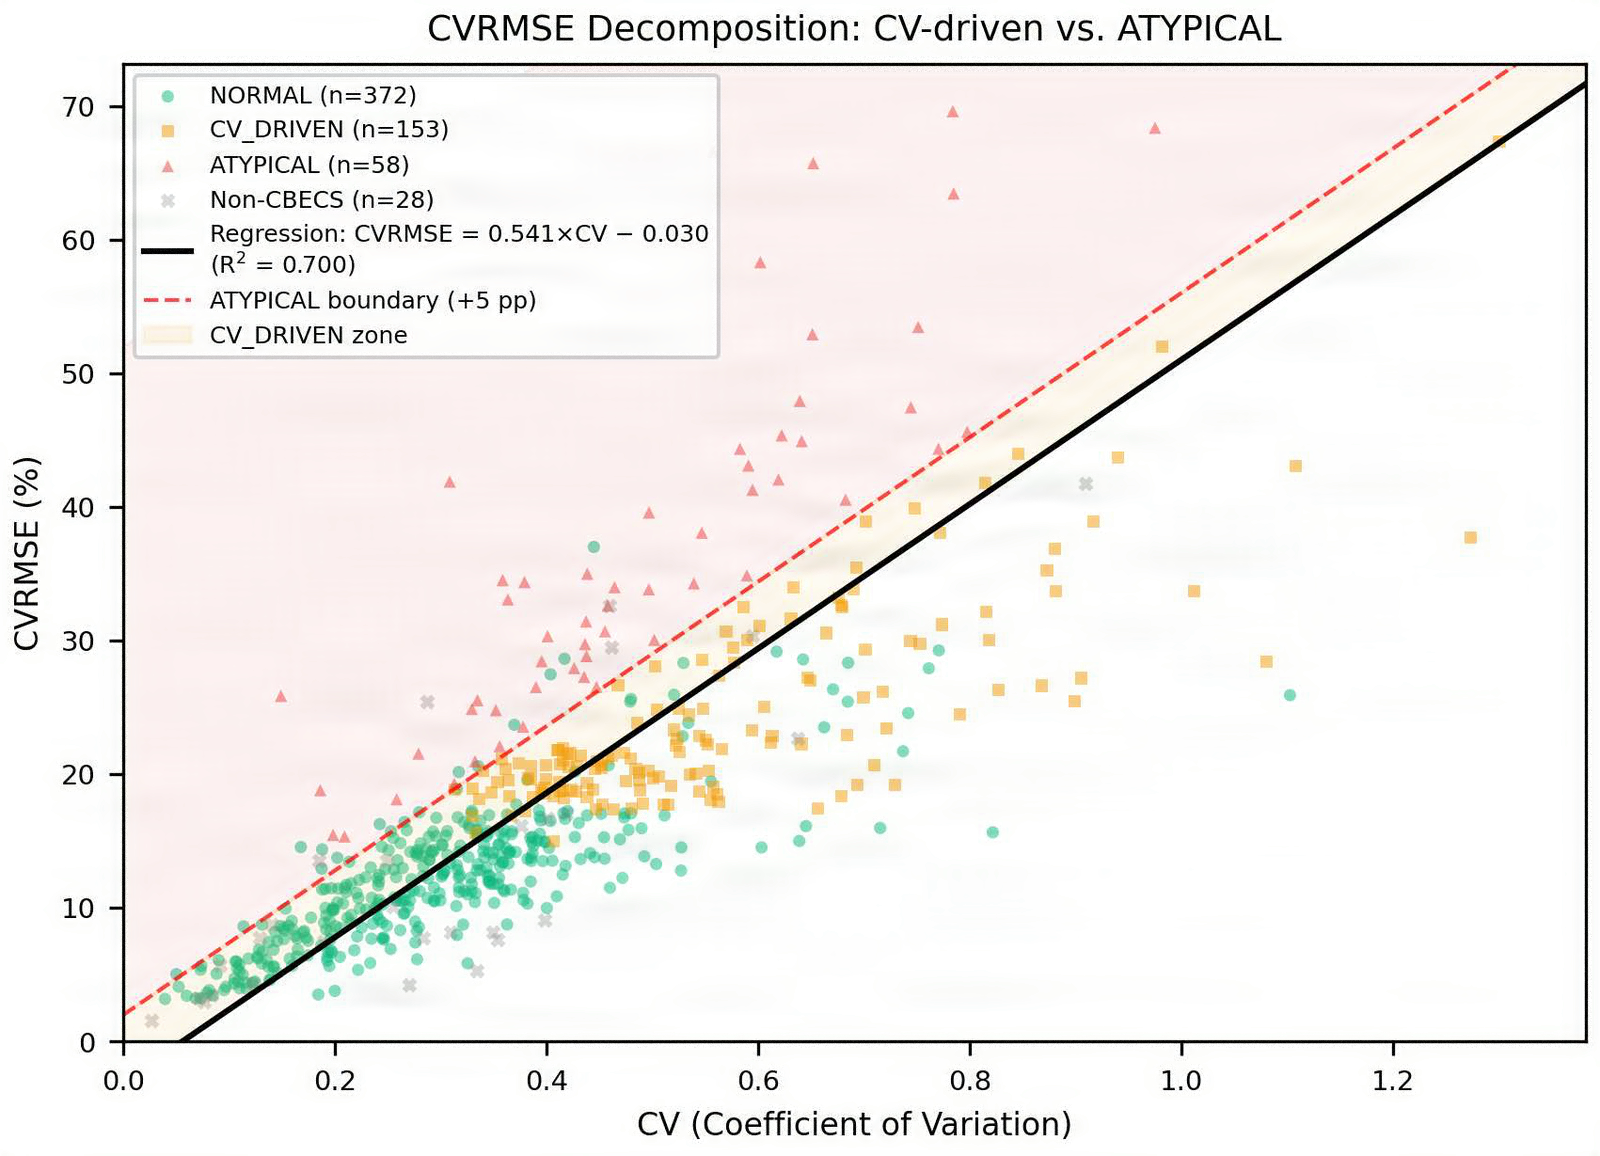 CVRMSE Decomposition: CV-driven vs. ATYPICAL
NORMAL (n=372)
CV_DRIVEN (n=153)
ATYPICAL (n=58)
Non-CBECS (n=28)
Regression: CVRMSE = 0.541×CV − 0.030
(R² = 0.700)
ATYPICAL boundary (+5 pp)
CV_DRIVEN zone
CVRMSE (%)
70
60
50
40
30
20
10
0
0.0 0.2 0.4 0.6 0.8 1.0 1.2
CV (Coefficient of Variation)